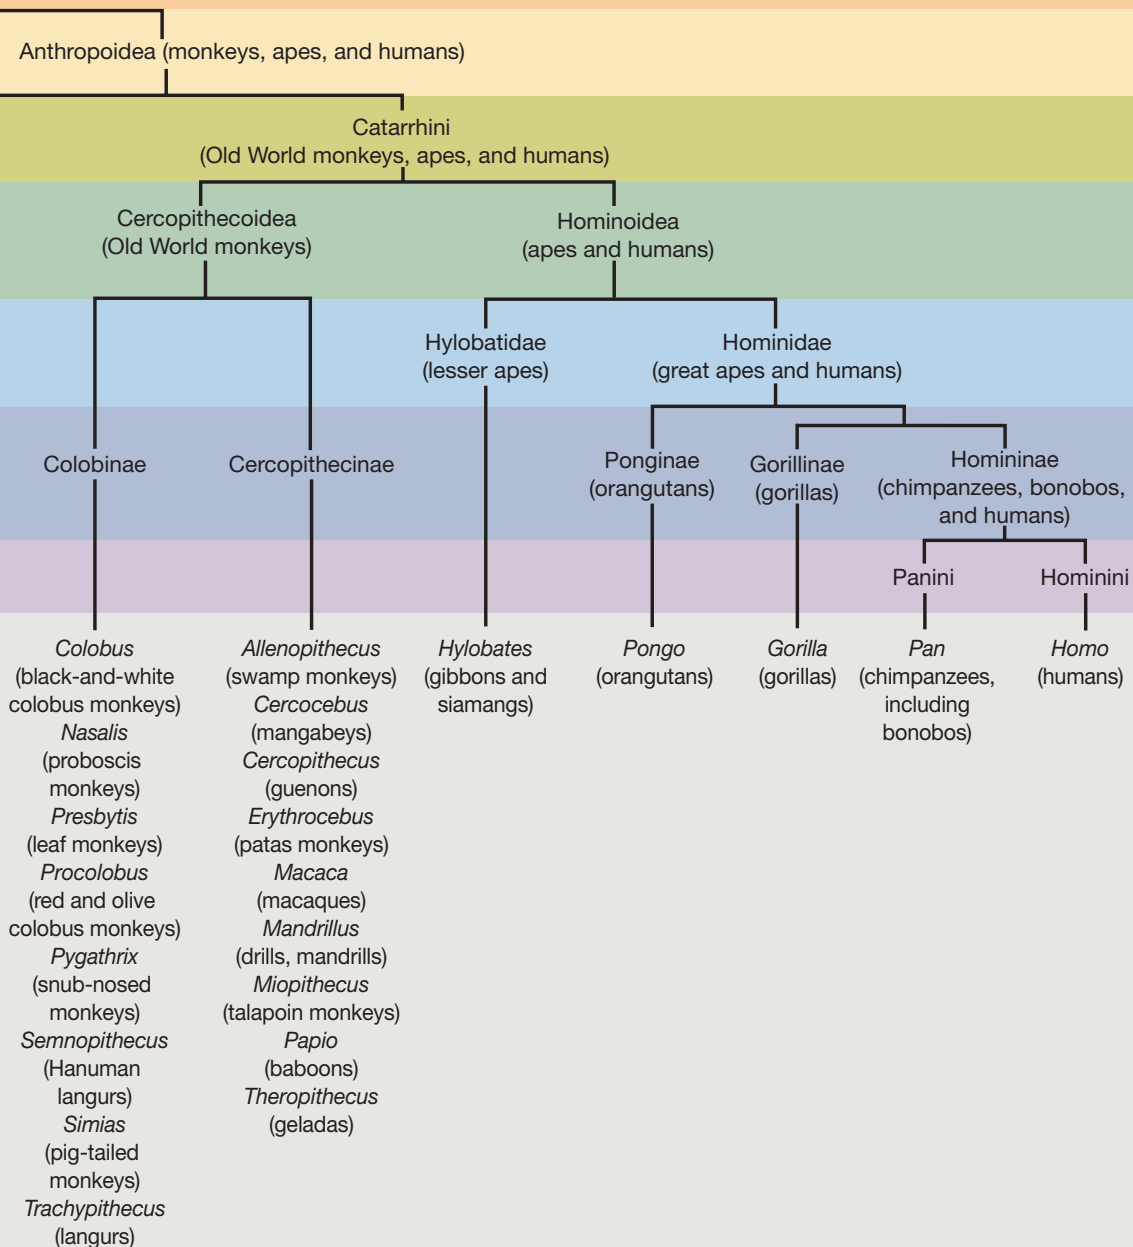 Anthropoidea (monkeys, apes, and humans)
Catarrhini
(Old World monkeys, apes, and humans)
Cercopithecoidea
(Old World monkeys)
Hominoidea
(apes and humans)
Hylobatidae
(lesser apes)
Hominidae
(great apes and humans)
Colobinae
Cercopithecinae
Ponginae
(orangutans)
Gorillinae
(gorillas)
Homininae
(chimpanzees, bonobos,
and humans)
Panini
Hominini
Colobus
(black-and-white
colobus monkeys)
Nasalis
(proboscis
monkeys)
Presbytis
(leaf monkeys)
Procolobus
(red and olive
colobus monkeys)
Pygathrix
(snub-nosed
monkeys)
Semnopithecus
(Hanuman
langurs)
Simias
(pig-tailed
monkeys)
Trachypithecus
(langurs)
Allenopithecus
(swamp monkeys)
Cercocebus
(mangabeys)
Cercopithecus
(guenons)
Erythrocebus
(patas monkeys)
Macaca
(macaques)
Mandrillus
(drills, mandrills)
Miopithecus
(talapoin monkeys)
Papio
(baboons)
Theropithecus
(geladas)
Hylobates
(gibbons and
siamangs)
Pongo
(orangutans)
Gorilla
(gorillas)
Pan
(chimpanzees,
including
bonobos)
Homo
(humans)